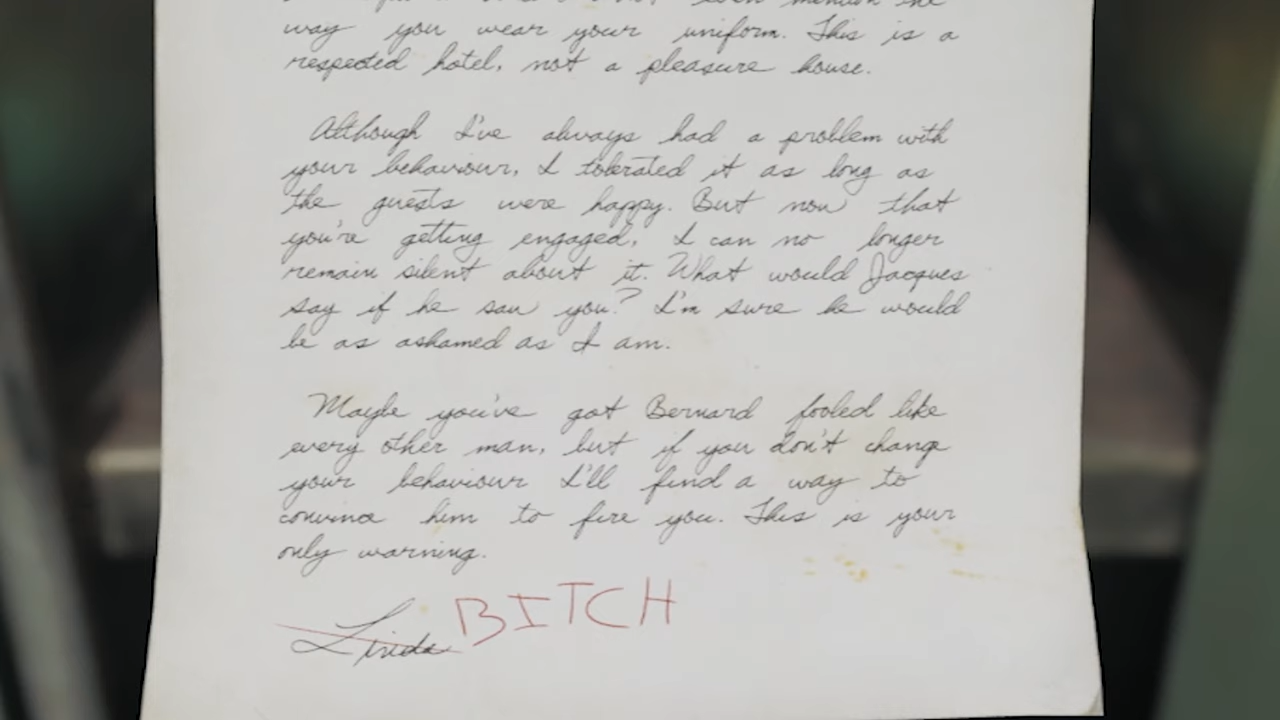 even mention the
way you wear your uniform. This is a
respected hotel, not a pleasure house.
Although I've always had a problem with
your behaviour, I tolerated it as long as
the guests were happy. But now that
you're getting engaged, I can no longer
remain silent about it. What would Jacques
say if he saw you? I'm sure he would
be as ashamed as I am.
Maybe you've got Bernard fooled like
every other man, but if you don't change
your behaviour I'll find a way to
convince him to fire you. This is your
only warning.
Linda BITCH